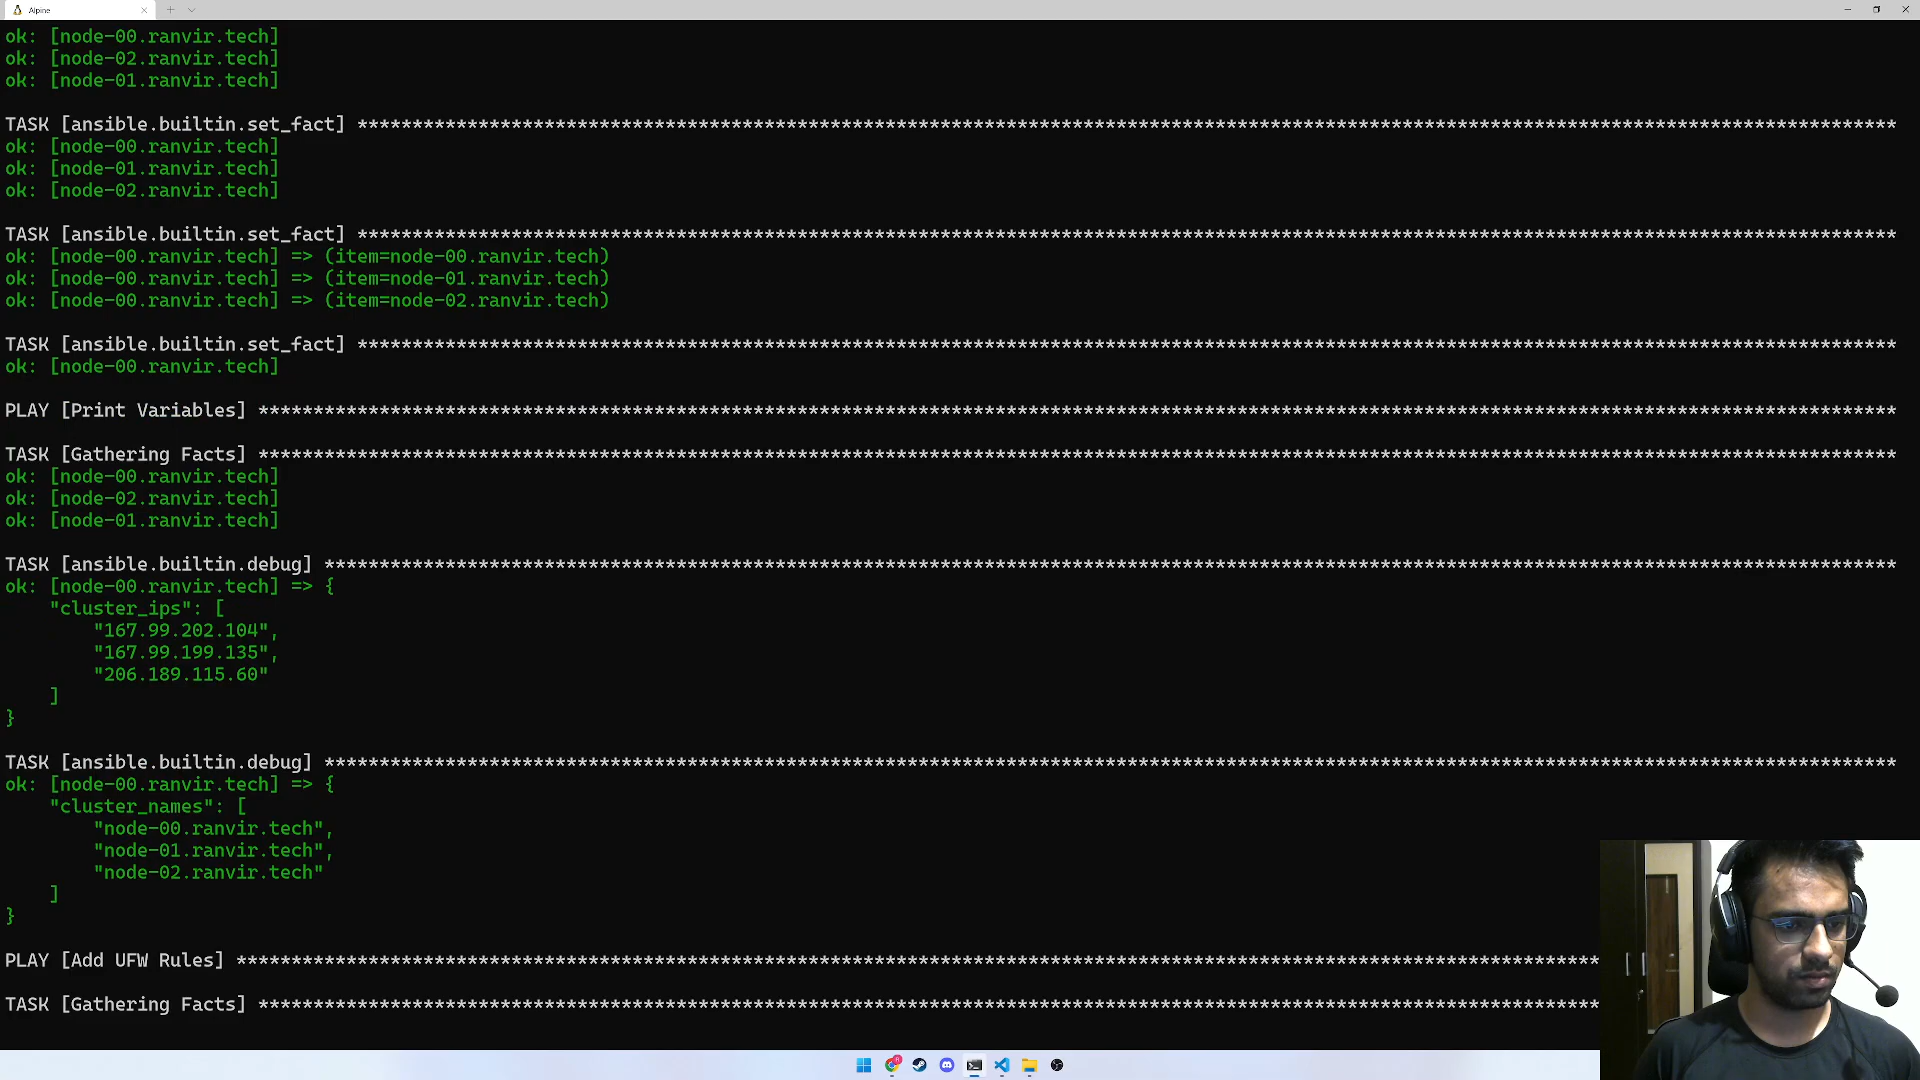 Alpine
ok: [node-00.ranvir.tech]
ok: [node-02.ranvir.tech]
ok: [node-01.ranvir.tech]
TASK [ansible.builtin.set_fact] ********************************************************************************************************************************************
ok: [node-00.ranvir.tech]
ok: [node-01.ranvir.tech]
ok: [node-02.ranvir.tech]
TASK [ansible.builtin.set_fact] ********************************************************************************************************************************************
ok: [node-00.ranvir.tech] => (item=node-00.ranvir.tech)
ok: [node-00.ranvir.tech] => (item=node-01.ranvir.tech)
ok: [node-00.ranvir.tech] => (item=node-02.ranvir.tech)
TASK [ansible.builtin.set_fact] ********************************************************************************************************************************************
ok: [node-00.ranvir.tech]
PLAY [Print Variables] *****************************************************************************************************************************************************
TASK [Gathering Facts] *****************************************************************************************************************************************************
ok: [node-00.ranvir.tech]
ok: [node-02.ranvir.tech]
ok: [node-01.ranvir.tech]
TASK [ansible.builtin.debug] ***********************************************************************************************************************************************
ok: [node-00.ranvir.tech] => {
    "cluster_ips": [
        "167.99.202.104",
        "167.99.199.135",
        "206.189.115.60"
    ]
}
TASK [ansible.builtin.debug] ***********************************************************************************************************************************************
ok: [node-00.ranvir.tech] => {
    "cluster_names": [
        "node-00.ranvir.tech",
        "node-01.ranvir.tech",
        "node-02.ranvir.tech"
    ]
}
PLAY [Add UFW Rules] ****************************************************************************************************************************
TASK [Gathering Facts] **************************************************************************************************************************